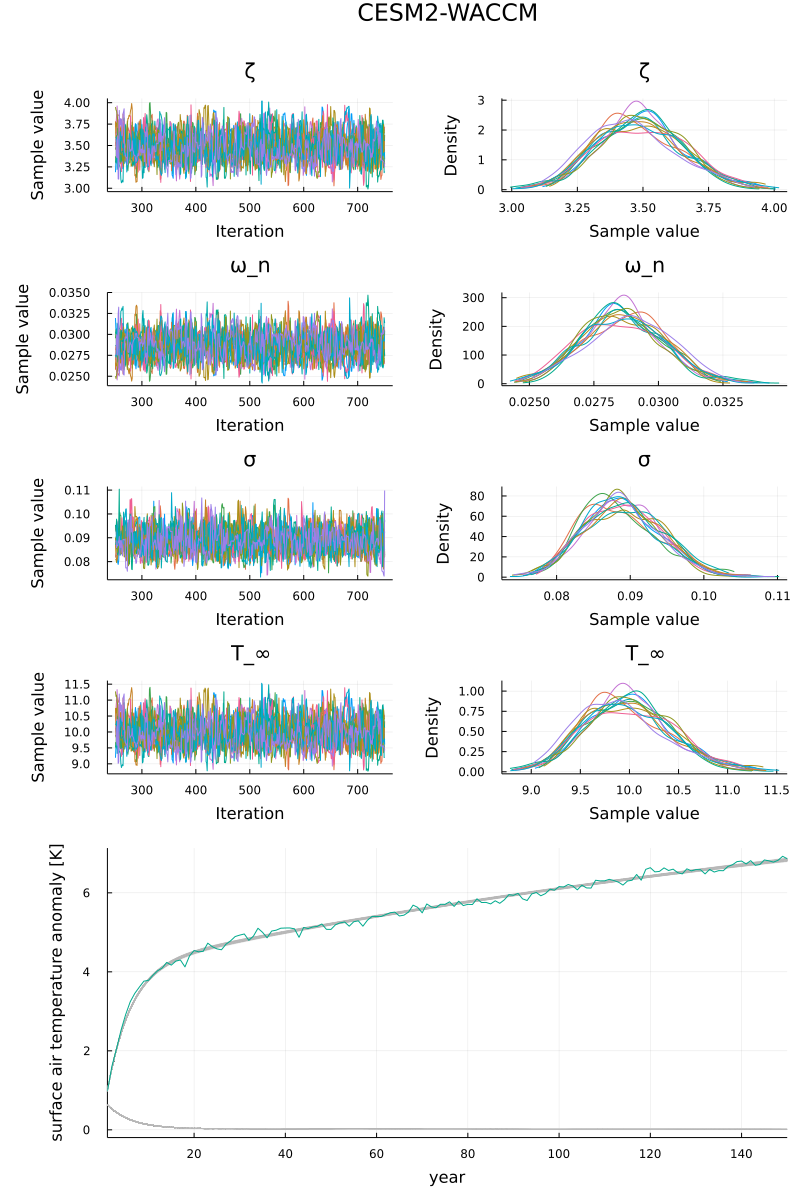 CESM2-WACCM
ζ
ζ
Sample value
4.00
3.75
3.50
3.25
3.00
300 400 500 600 700
Iteration
Density
3
2
1
0
3.00 3.25 3.50 3.75 4.00
Sample value
ω_n
ω_n
Sample value
0.0350
0.0325
0.0300
0.0275
0.0250
300 400 500 600 700
Iteration
Density
300
200
100
0
0.0250 0.0275 0.0300 0.0325
Sample value
σ
σ
Sample value
0.11
0.10
0.09
0.08
300 400 500 600 700
Iteration
Density
80
60
40
20
0
0.08 0.09 0.10 0.11
Sample value
T_∞
T_∞
Sample value
11.5
11.0
10.5
10.0
9.5
9.0
300 400 500 600 700
Iteration
Density
1.00
0.75
0.50
0.25
0.00
9.0 9.5 10.0 10.5 11.0 11.5
Sample value
surface air temperature anomaly [K]
6
4
2
0
20 40 60 80 100 120 140
year